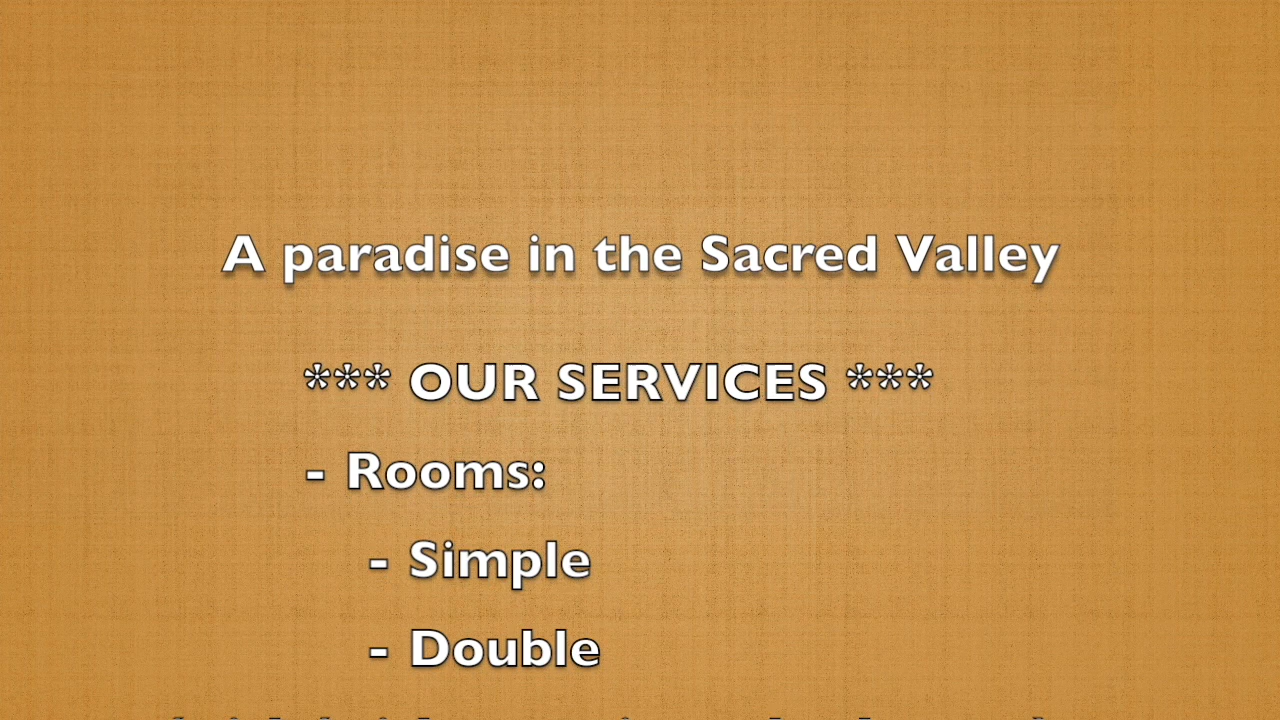 A paradise in the Sacred Valley
*** OUR SERVICES ***
- Rooms:
- Simple
- Double